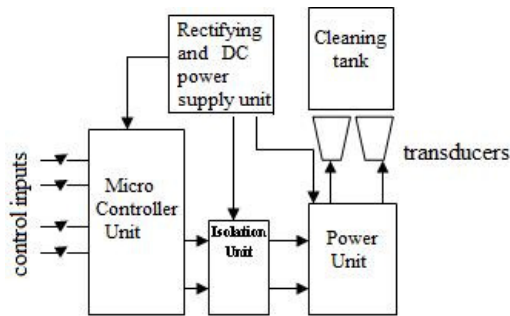 Rectifying
and DC
power
supply unit
Cleaning
tank
transducers
control inputs
Micro
Controller
Unit
Isolation
Unit
Power
Unit